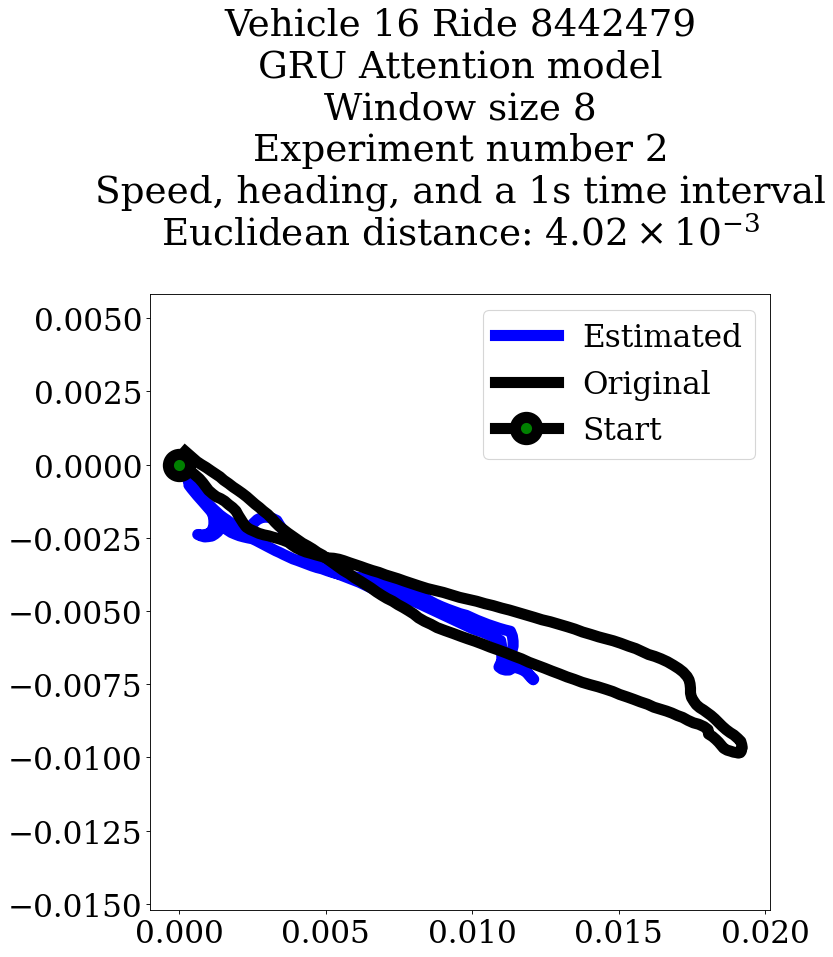 Vehicle 16 Ride 8442479
GRU Attention model
Window size 8
Experiment number 2
Speed, heading, and a 1s time interval
Euclidean distance: 4.02 × 10⁻³
Estimated
Original
Start
0.0050
0.0025
0.0000
−0.0025
−0.0050
−0.0075
−0.0100
−0.0125
−0.0150
0.000 0.005 0.010 0.015 0.020